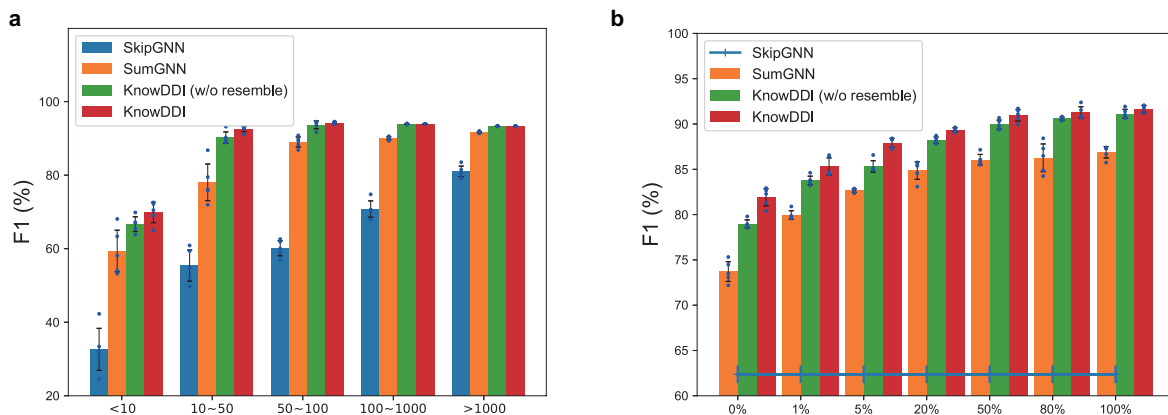 a
F1 (%)
100
80
60
40
20
SkipGNN
SumGNN
KnowDDI (w/o resemble)
KnowDDI
<10 10~50 50~100 100~1000 >1000
b
F1 (%)
100
95
90
85
80
75
70
65
60
SkipGNN
SumGNN
KnowDDI (w/o resemble)
KnowDDI
0% 1% 5% 20% 50% 80% 100%